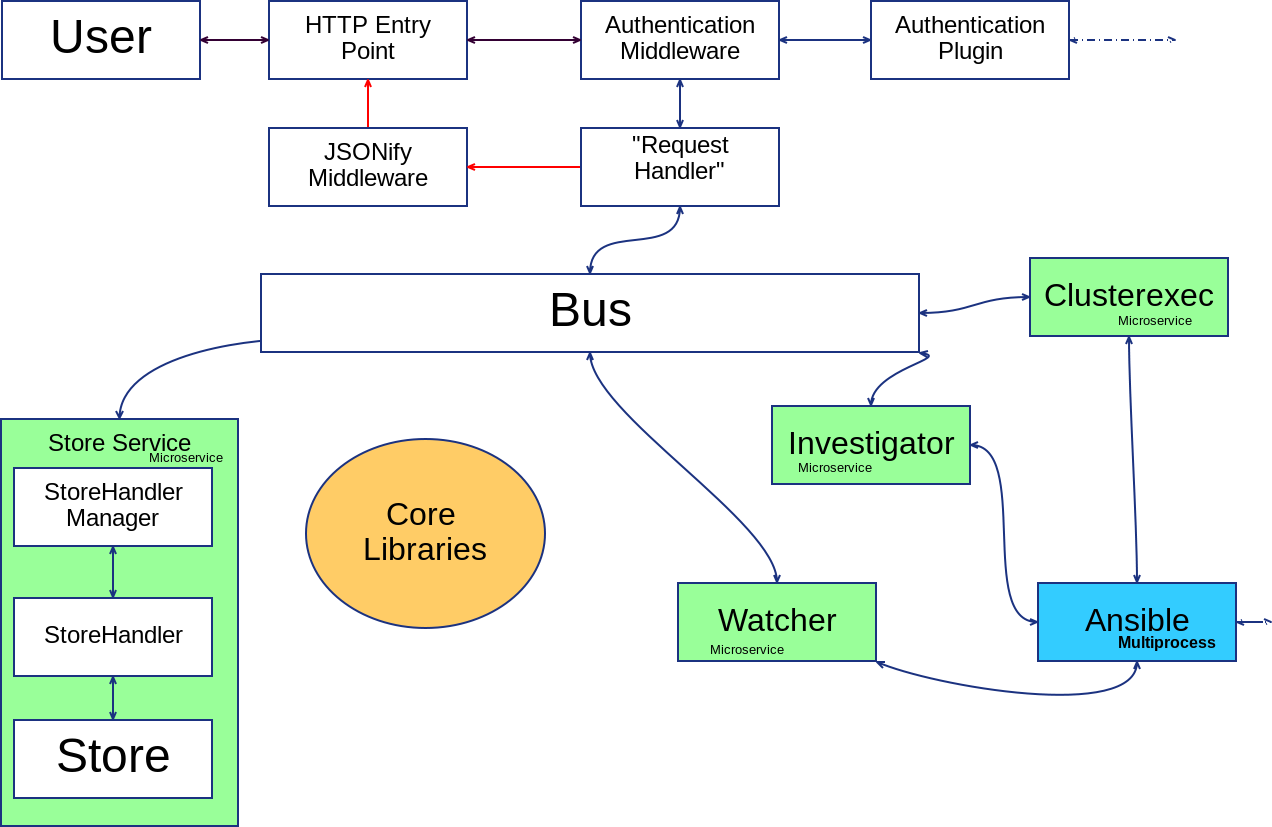 User
HTTP Entry
Point
Authentication
Middleware
Authentication
Plugin
JSONify
Middleware
"Request
Handler"
Bus
Clusterexec
Microservice
Store Service
Microservice
StoreHandler
Manager
StoreHandler
Store
Core
Libraries
Investigator
Microservice
Watcher
Microservice
Ansible
Multiprocess